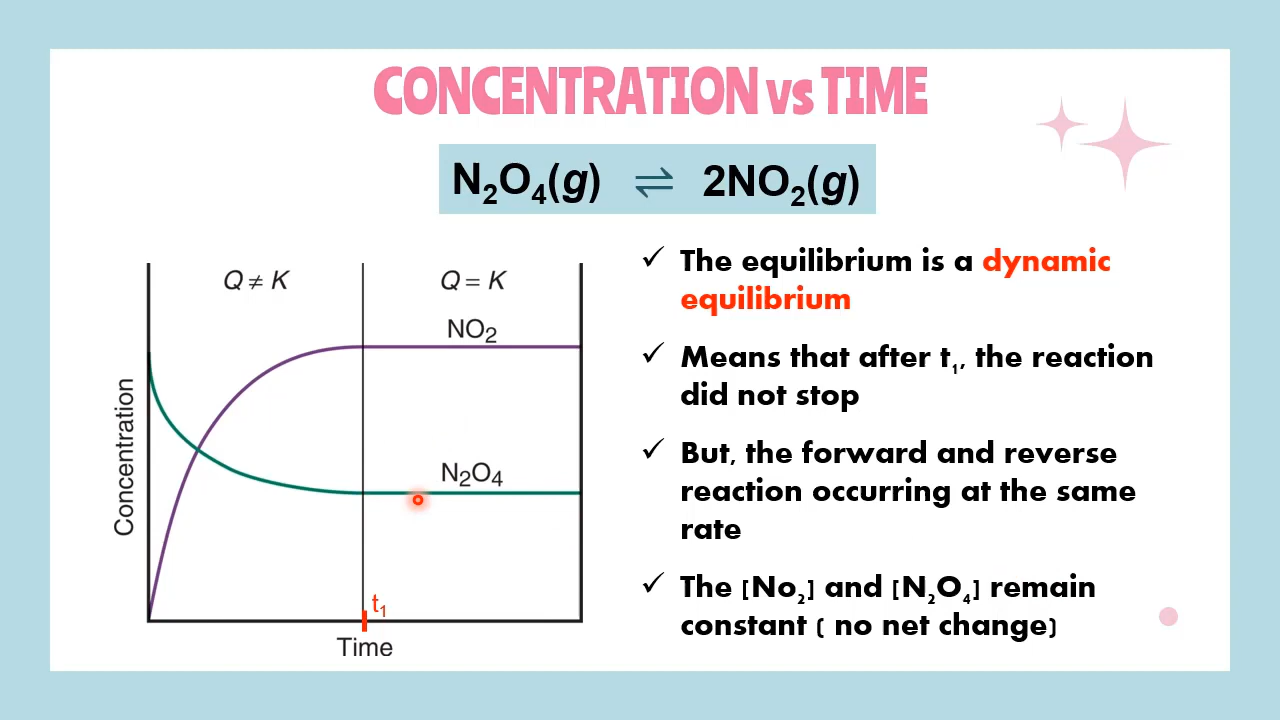 CONCENTRATION vs TIME
N₂O₄(g) ⇌ 2NO₂(g)
Q ≠ K
Q = K
NO₂
N₂O₄
Concentration
t₁
Time
✓ The equilibrium is a dynamic
equilibrium
✓ Means that after t₁, the reaction
did not stop
✓ But, the forward and reverse
reaction occurring at the same
rate
✓ The [No₂] and [N₂O₄] remain
constant ( no net change)